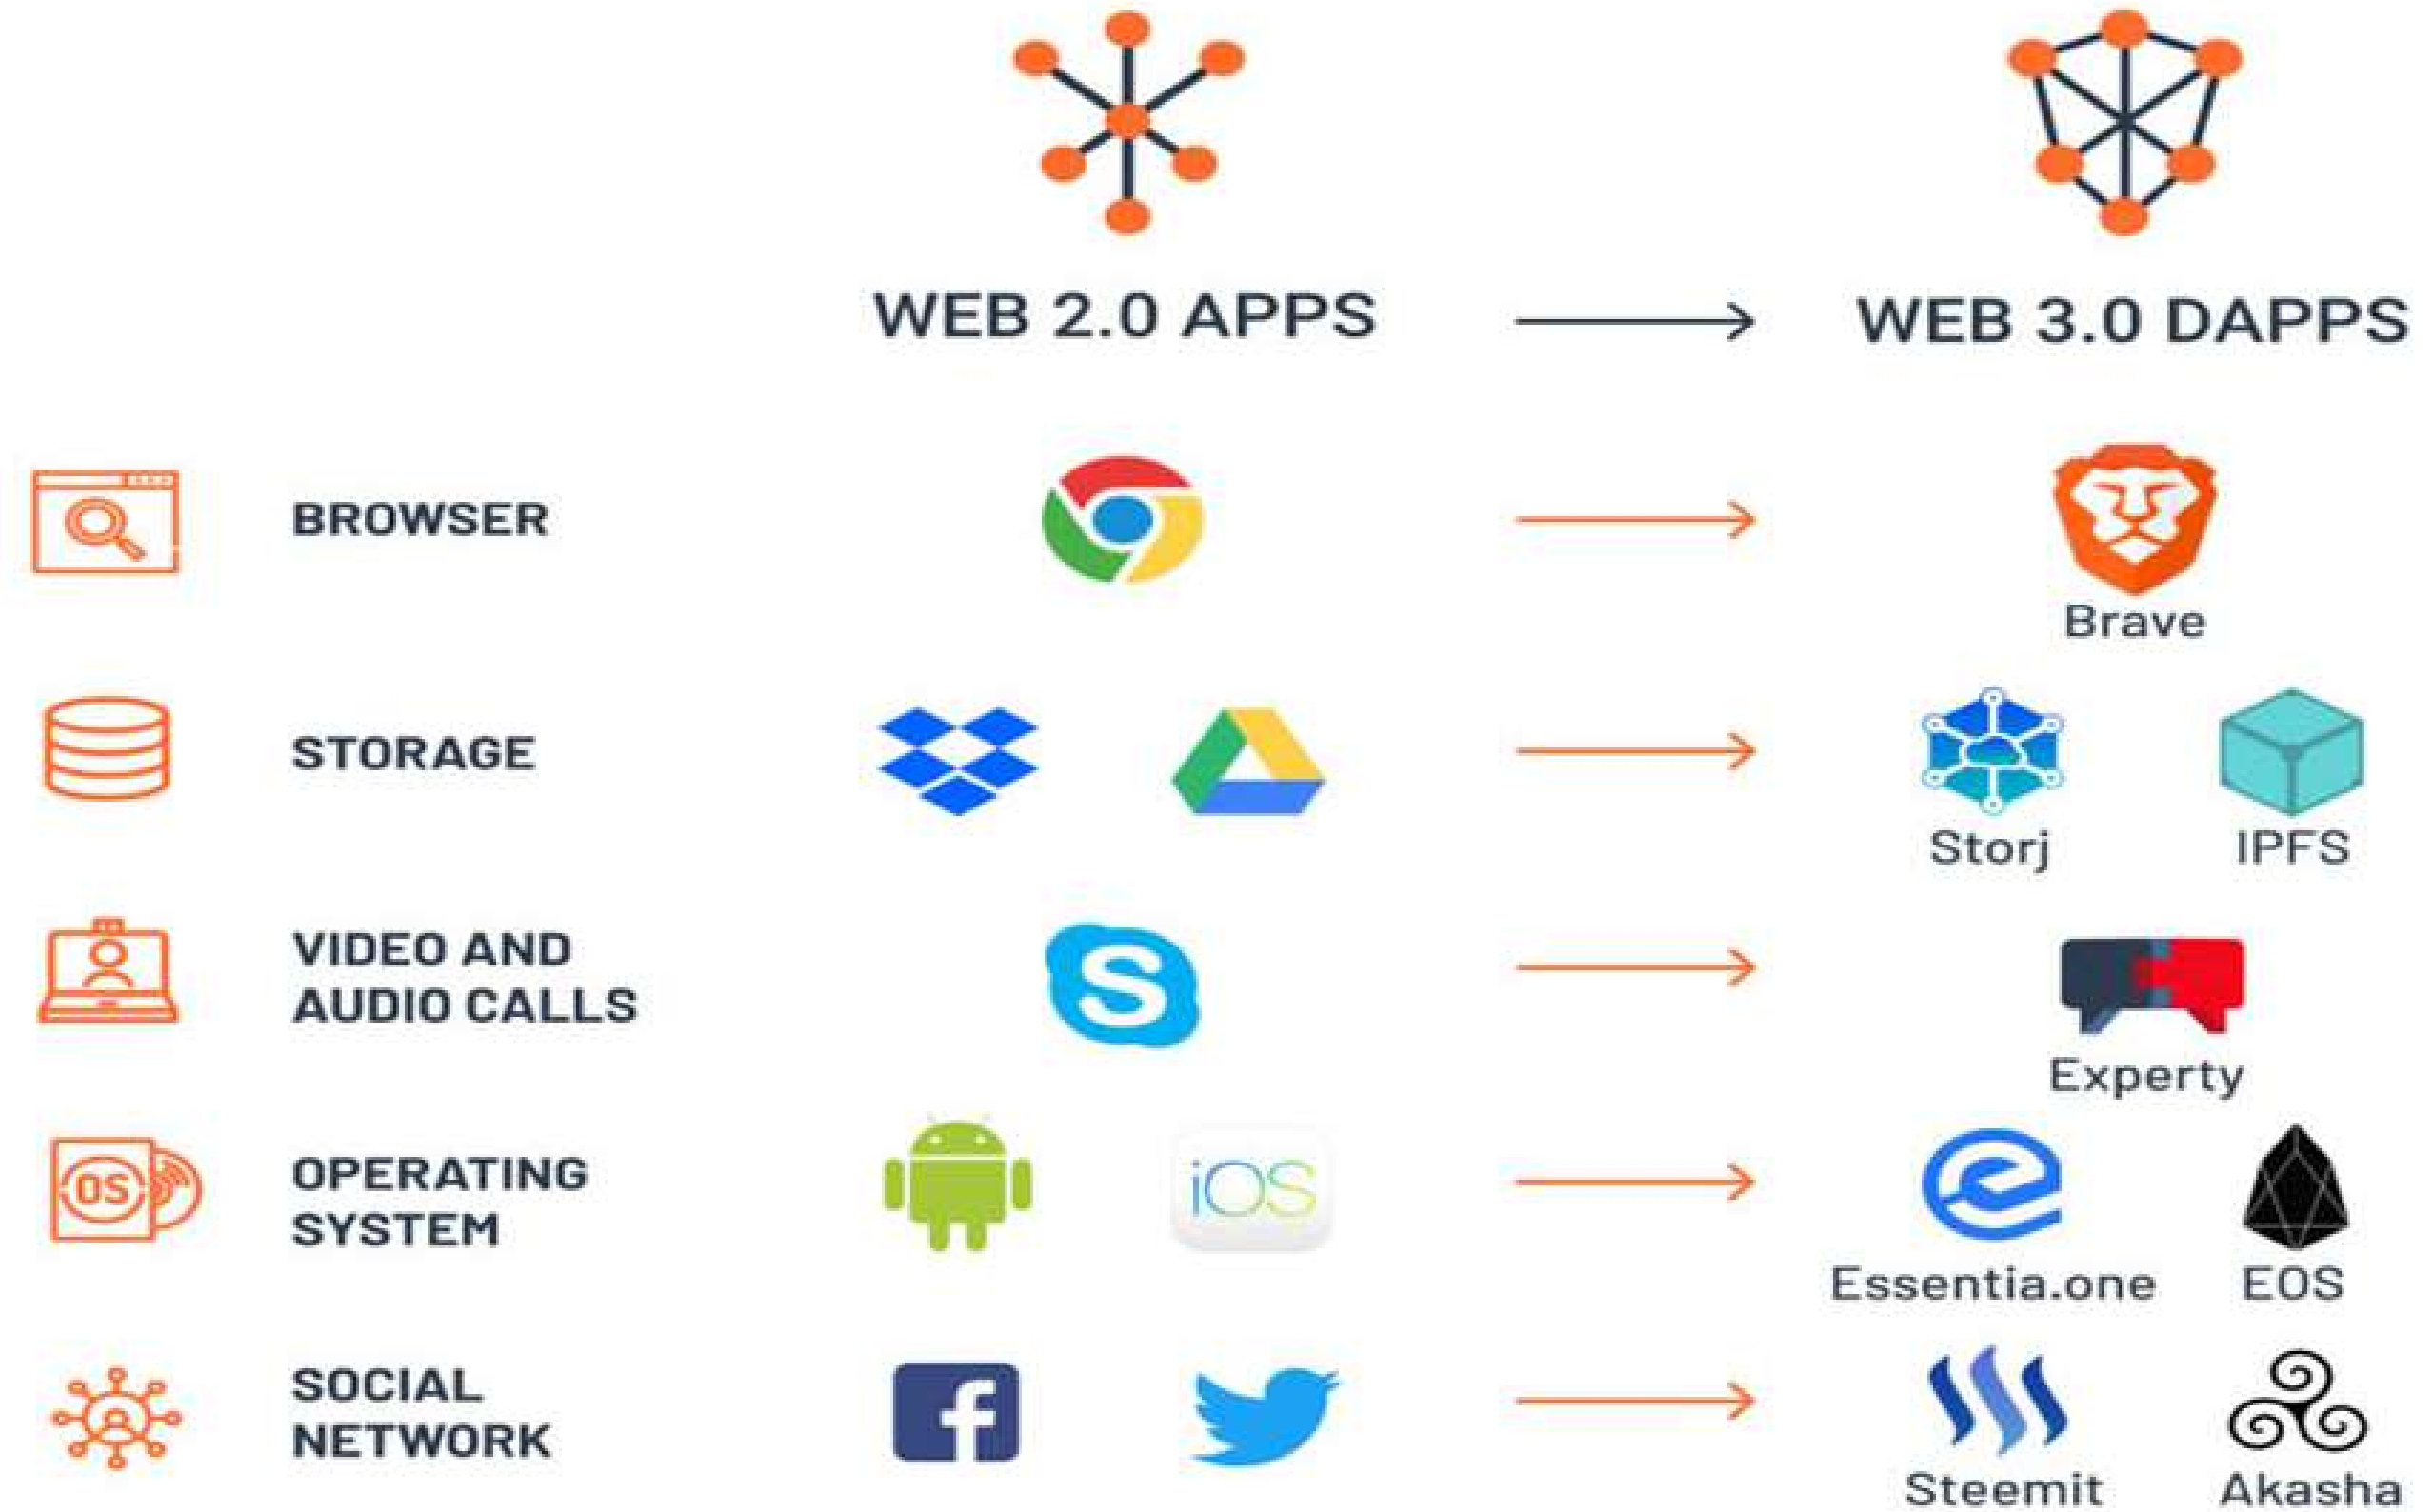 WEB 2.0 APPS
WEB 3.0 DAPPS
BROWSER
Brave
STORAGE
Storj
IPFS
VIDEO AND
AUDIO CALLS
S
Experty
OS
OPERATING
SYSTEM
iOS
Essentia.one
EOS
SOCIAL
NETWORK
f
Steemit
Akasha